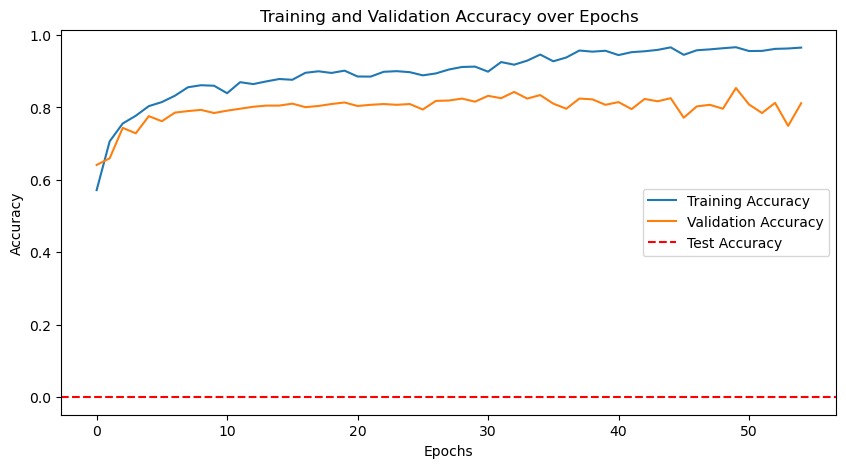 Training and Validation Accuracy over Epochs
1.0
0.8
0.6
0.4
0.2
0.0
Accuracy
Training Accuracy
Validation Accuracy
Test Accuracy
0 10 20 30 40 50
Epochs